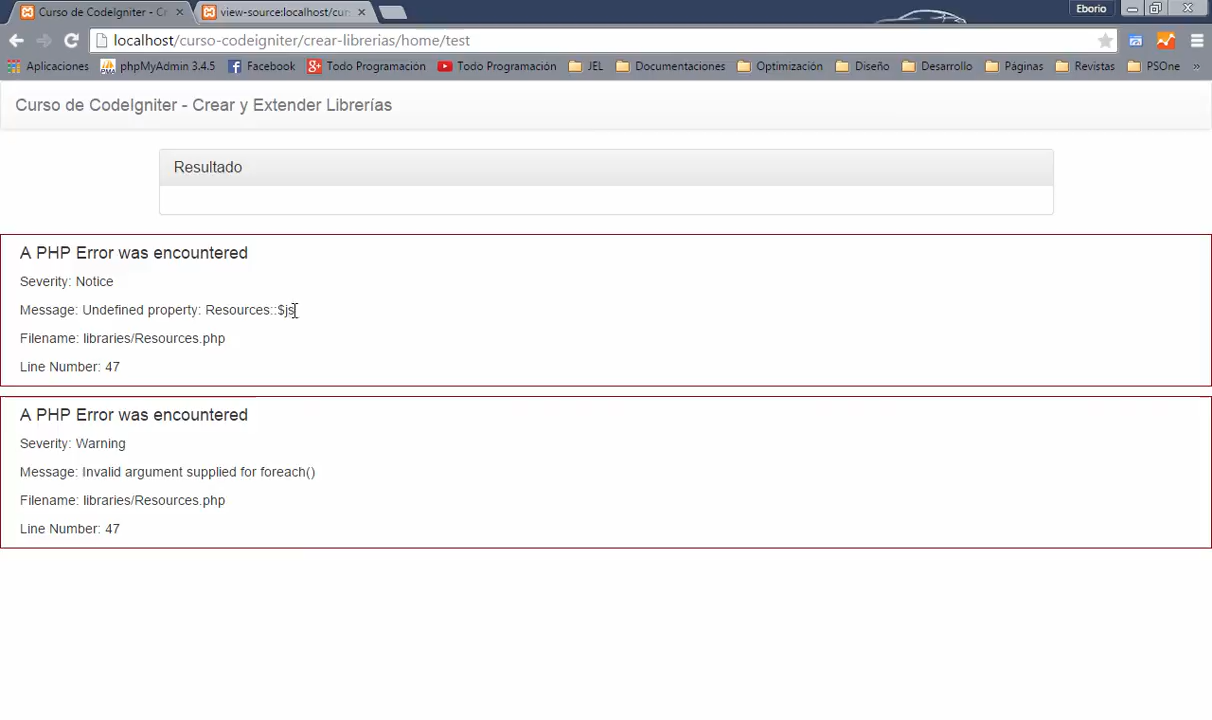 Curso de CodeIgniter - Cr
view-source:localhost/cur
Eborio
localhost/curso-codeigniter/crear-librerias/home/test
Aplicaciones phpMyAdmin 3.4.5 Facebook Todo Programación Todo Programación JEL Documentaciones Optimización Diseño Desarrollo Páginas Revistas PSOne »
Curso de CodeIgniter - Crear y Extender Librerías
Resultado
A PHP Error was encountered
Severity: Notice
Message: Undefined property: Resources::$js
Filename: libraries/Resources.php
Line Number: 47
A PHP Error was encountered
Severity: Warning
Message: Invalid argument supplied for foreach()
Filename: libraries/Resources.php
Line Number: 47